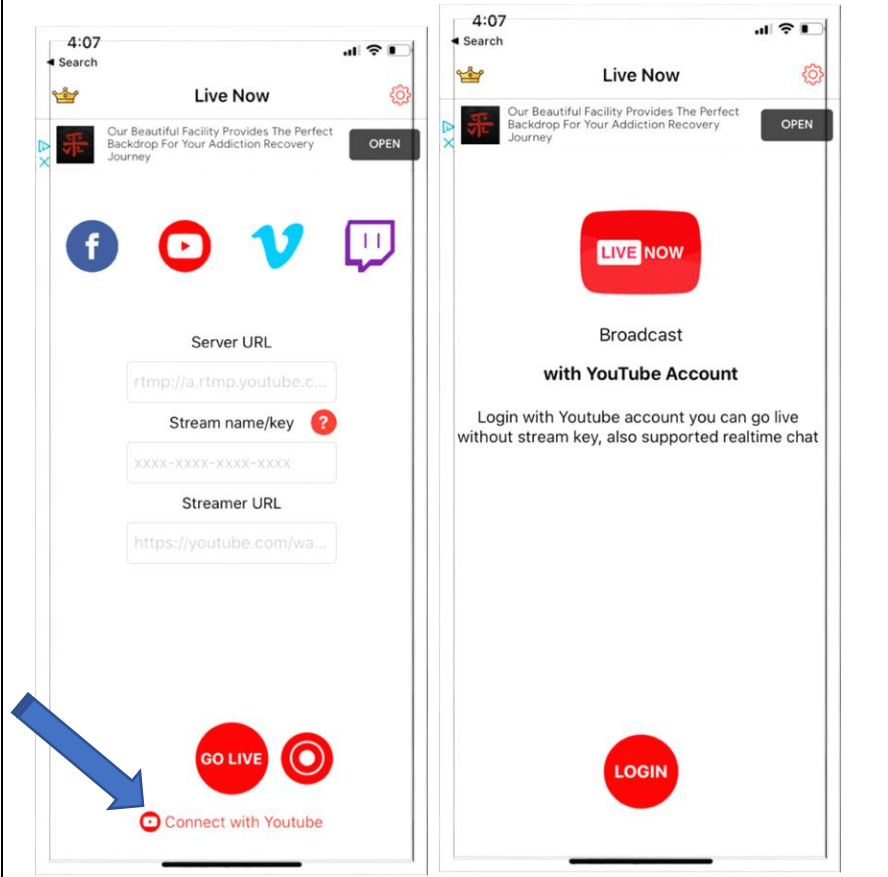 4:07
Search
Live Now
Our Beautiful Facility Provides The Perfect
Backdrop For Your Addiction Recovery
Journey
OPEN
Server URL
rtmp://a.rtmp.youtube.c...
Stream name/key ?
xxxx-xxxx-xxxx-xxxx
Streamer URL
https://youtube.com/wa...
GO LIVE
Connect with Youtube
4:07
Search
Live Now
Our Beautiful Facility Provides The Perfect
Backdrop For Your Addiction Recovery
Journey
OPEN
LIVE NOW
Broadcast
with YouTube Account
Login with Youtube account you can go live
without stream key, also supported realtime chat
LOGIN